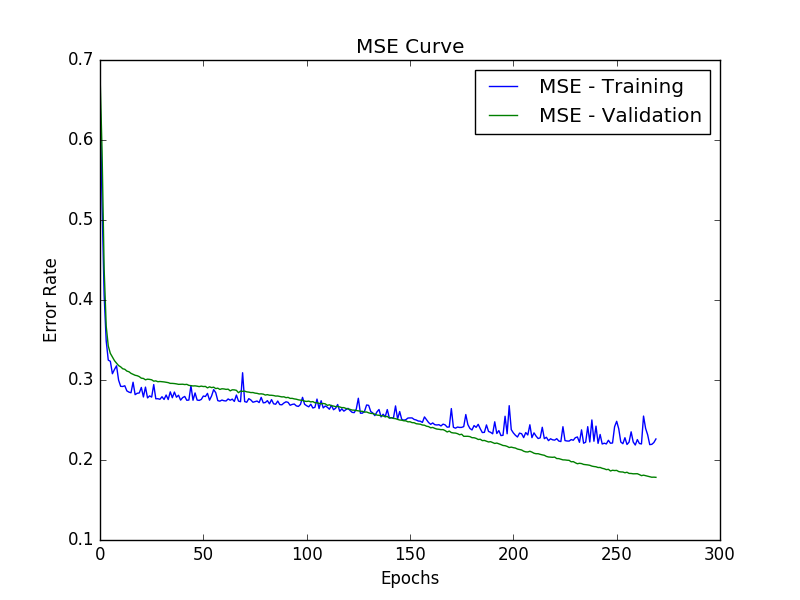 MSE Curve
0.7
0.6
0.5
0.4
0.3
0.2
0.1
Error Rate
MSE - Training
MSE - Validation
0
50
100
150
200
250
300
Epochs